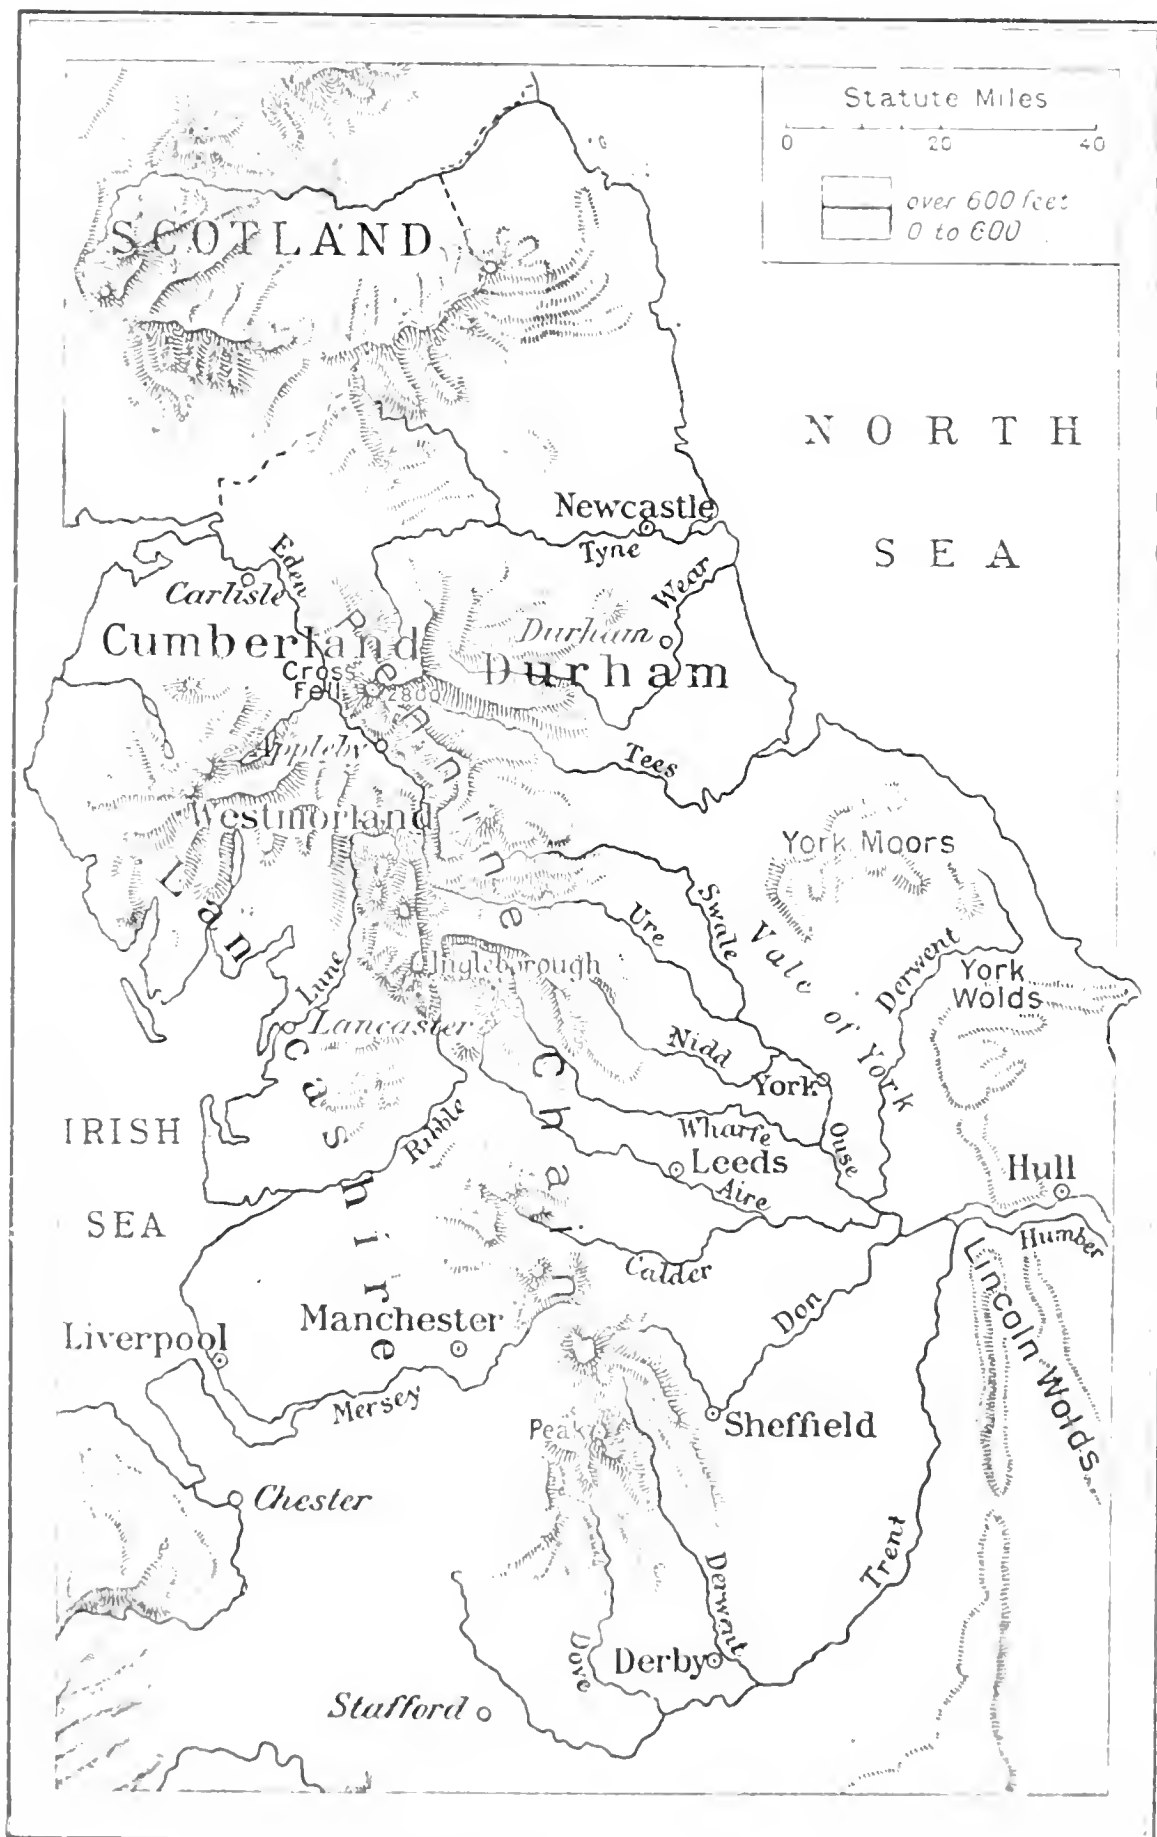 Statute Miles
0 20 40
over 600 feet
0 to 600
SCOTLAND
NORTH
SEA
Newcastle
Tyne
Eden
Carlisle
Wear
Durham
Cumberland
Durham
Cross
Fell
2800
Pennine
Chain
Appleby
Tees
Westmorland
York Moors
Lancashire
Swale
Ure
Vale of York
Derwent
York
Wolds
Ingleborough
Lune
Lancaster
Nidd
York
IRISH
SEA
Ribble
Wharfe
Ouse
Leeds
Aire
Hull
Humber
Calder
Don
Lincoln Wolds
Manchester
Liverpool
Mersey
Sheffield
Peak
Chester
Trent
Derwent
Dove
Derby
Stafford